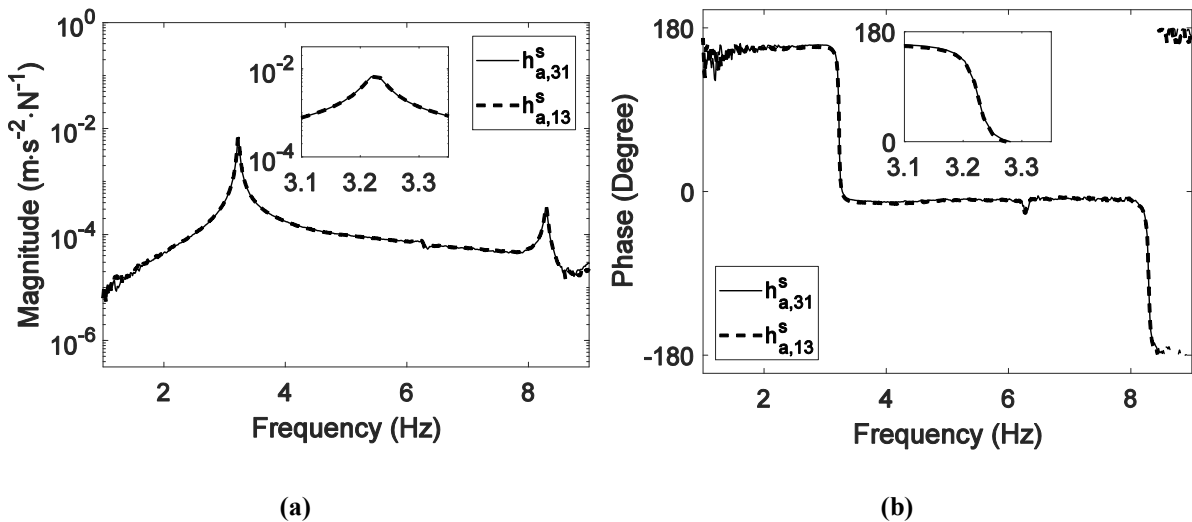 10^0
10^-2
10^-4
10^-6
Magnitude (m·s^-2·N^-1)
2 4 6 8
Frequency (Hz)
10^-2
10^-4
3.1 3.2 3.3
h^s_a,31
h^s_a,13
(a)
180
0
-180
Phase (Degree)
2 4 6 8
Frequency (Hz)
180
0
3.1 3.2 3.3
h^s_a,31
h^s_a,13
(b)